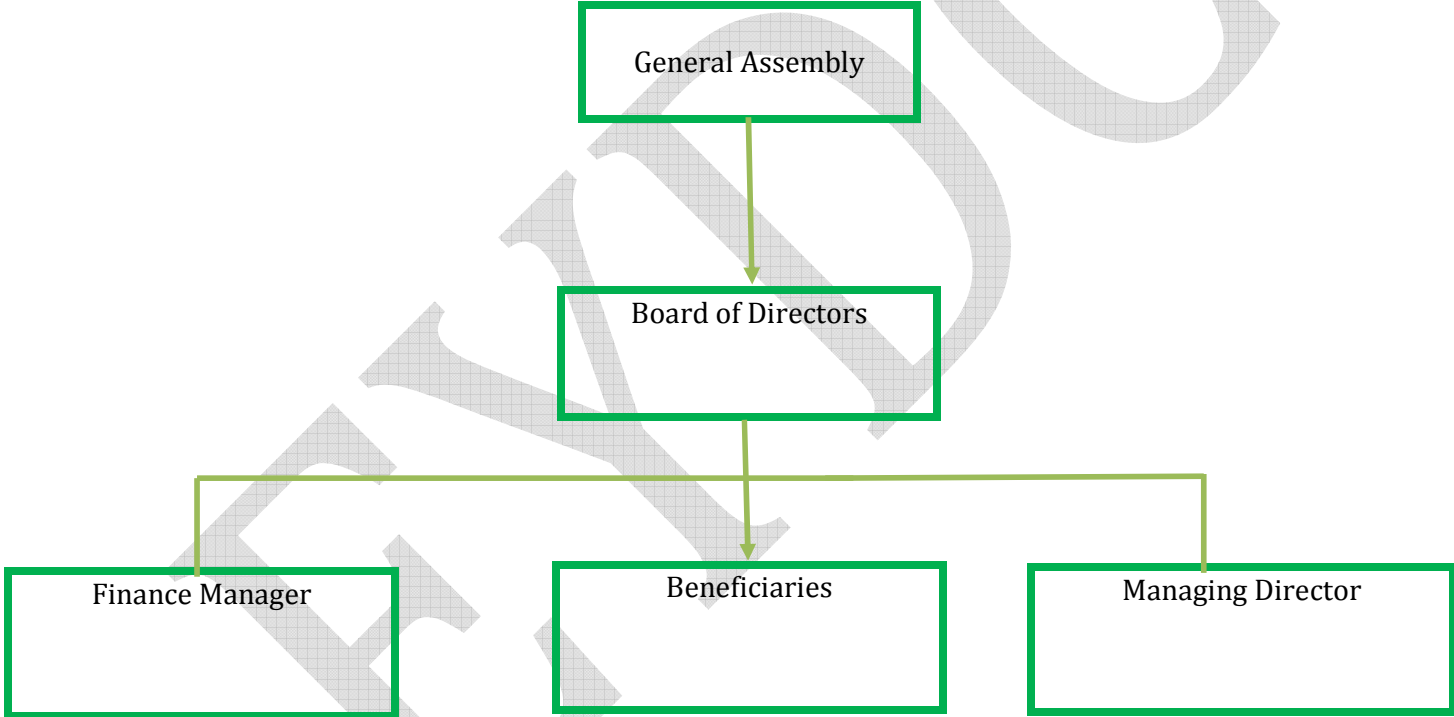 General Assembly
Board of Directors
Finance Manager
Beneficiaries
Managing Director